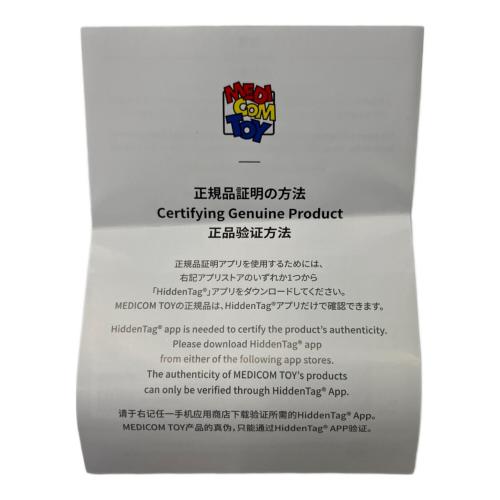 MEDI
COM
TOY
正規品証明の方法
Certifying Genuine Product
正品验证方法
正規品証明アプリを使用するためには、
右記アプリストアのいずれか1つから
「HiddenTag®」アプリをダウンロードしてください。
MEDICOM TOYの正規品は、HiddenTag®アプリだけで確認できます。
HiddenTag® app is needed to certify the product's authenticity.
Please download HiddenTag® app
from either of the following app stores.
The authenticity of MEDICOM TOY's products
can only be verified through HiddenTag® App.
请于右记任一手机应用商店下载验证所需的HiddenTag® App。
MEDICOM TOY产品的真伪，只能通过HiddenTag® APP验证。